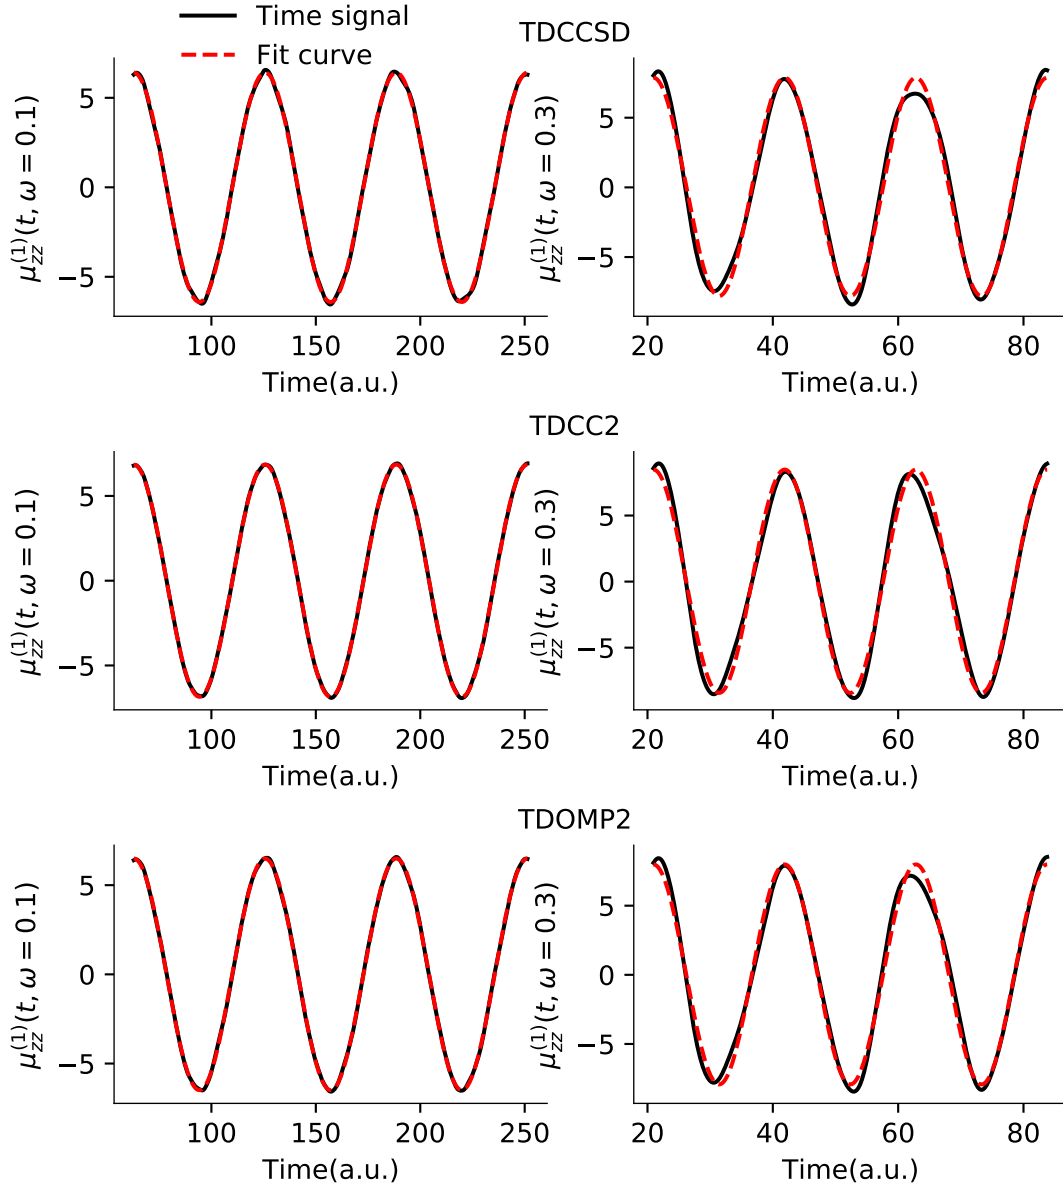 Time signal
Fit curve
TDCCSD
μ_zz^(1)(t, ω = 0.1)
5
0
−5
100
150
200
250
Time(a.u.)
μ_zz^(1)(t, ω = 0.3)
5
0
−5
20
40
60
80
Time(a.u.)
TDCC2
μ_zz^(1)(t, ω = 0.1)
5
0
−5
100
150
200
250
Time(a.u.)
μ_zz^(1)(t, ω = 0.3)
5
0
−5
20
40
60
80
Time(a.u.)
TDOMP2
μ_zz^(1)(t, ω = 0.1)
5
0
−5
100
150
200
250
Time(a.u.)
μ_zz^(1)(t, ω = 0.3)
5
0
−5
20
40
60
80
Time(a.u.)